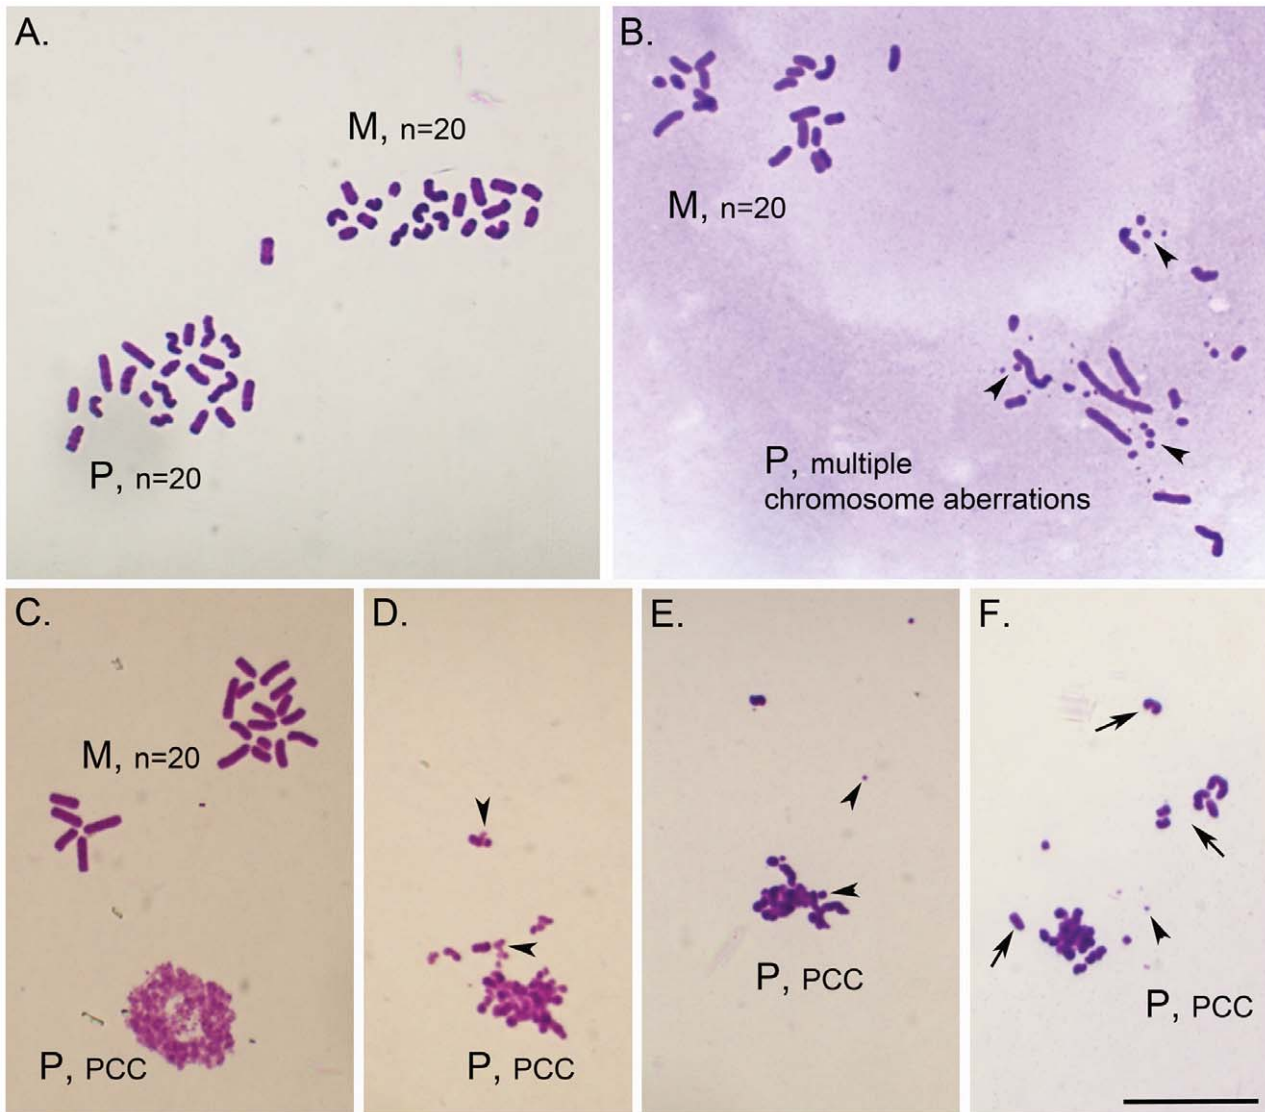 A.
M, n=20
P, n=20
B.
M, n=20
P, multiple
chromosome aberrations
C.
M, n=20
P, PCC
D.
P, PCC
E.
P, PCC
F.
P, PCC